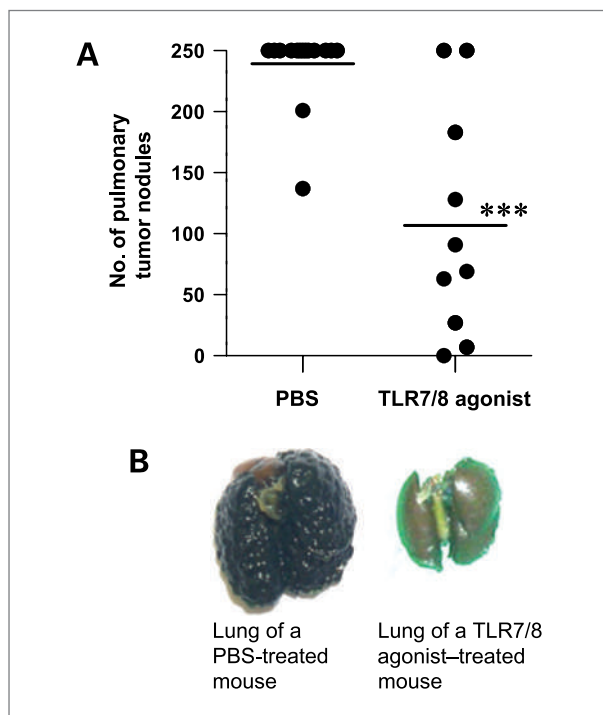 A
No. of pulmonary
tumor nodules
250
200
150
100
50
0
***
PBS
TLR7/8 agonist
B
Lung of a
PBS-treated
mouse
Lung of a TLR7/8
agonist–treated
mouse